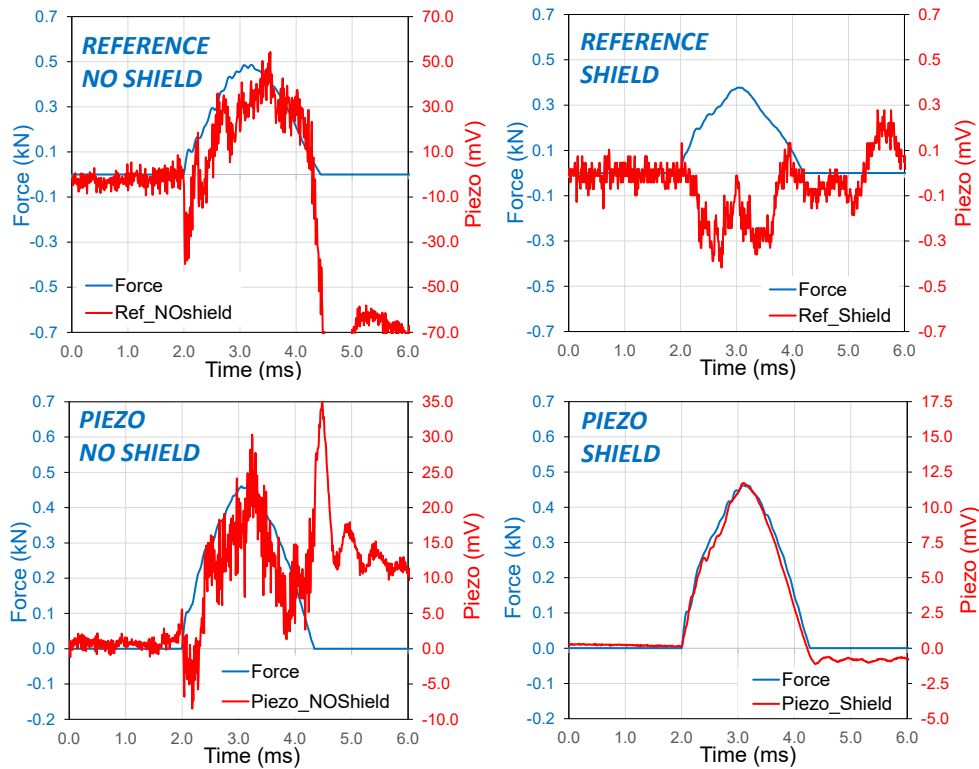 REFERENCE
NO SHIELD
Force (kN)
0.7
0.5
0.3
0.1
-0.1
-0.3
-0.5
-0.7
70.0
50.0
30.0
10.0
-10.0
-30.0
-50.0
-70.0
Piezo (mV)
Force
Ref_NOshield
0.0 1.0 2.0 3.0 4.0 5.0 6.0
Time (ms)
REFERENCE
SHIELD
Force (kN)
0.7
0.5
0.3
0.1
-0.1
-0.3
-0.5
-0.7
0.7
0.5
0.3
0.1
-0.1
-0.3
-0.5
-0.7
Piezo (mV)
Force
Ref_Shield
0.0 1.0 2.0 3.0 4.0 5.0 6.0
Time (ms)
PIEZO
NO SHIELD
Force (kN)
0.7
0.6
0.5
0.4
0.3
0.2
0.1
0.0
-0.1
-0.2
35.0
30.0
25.0
20.0
15.0
10.0
5.0
0.0
-5.0
-10.0
Piezo (mV)
Force
Piezo_NOShield
0.0 1.0 2.0 3.0 4.0 5.0 6.0
Time (ms)
PIEZO
SHIELD
Force (kN)
0.7
0.6
0.5
0.4
0.3
0.2
0.1
0.0
-0.1
-0.2
17.5
15.0
12.5
10.0
7.5
5.0
2.5
0.0
-2.5
-5.0
Piezo (mV)
Force
Piezo_Shield
0.0 1.0 2.0 3.0 4.0 5.0 6.0
Time (ms)